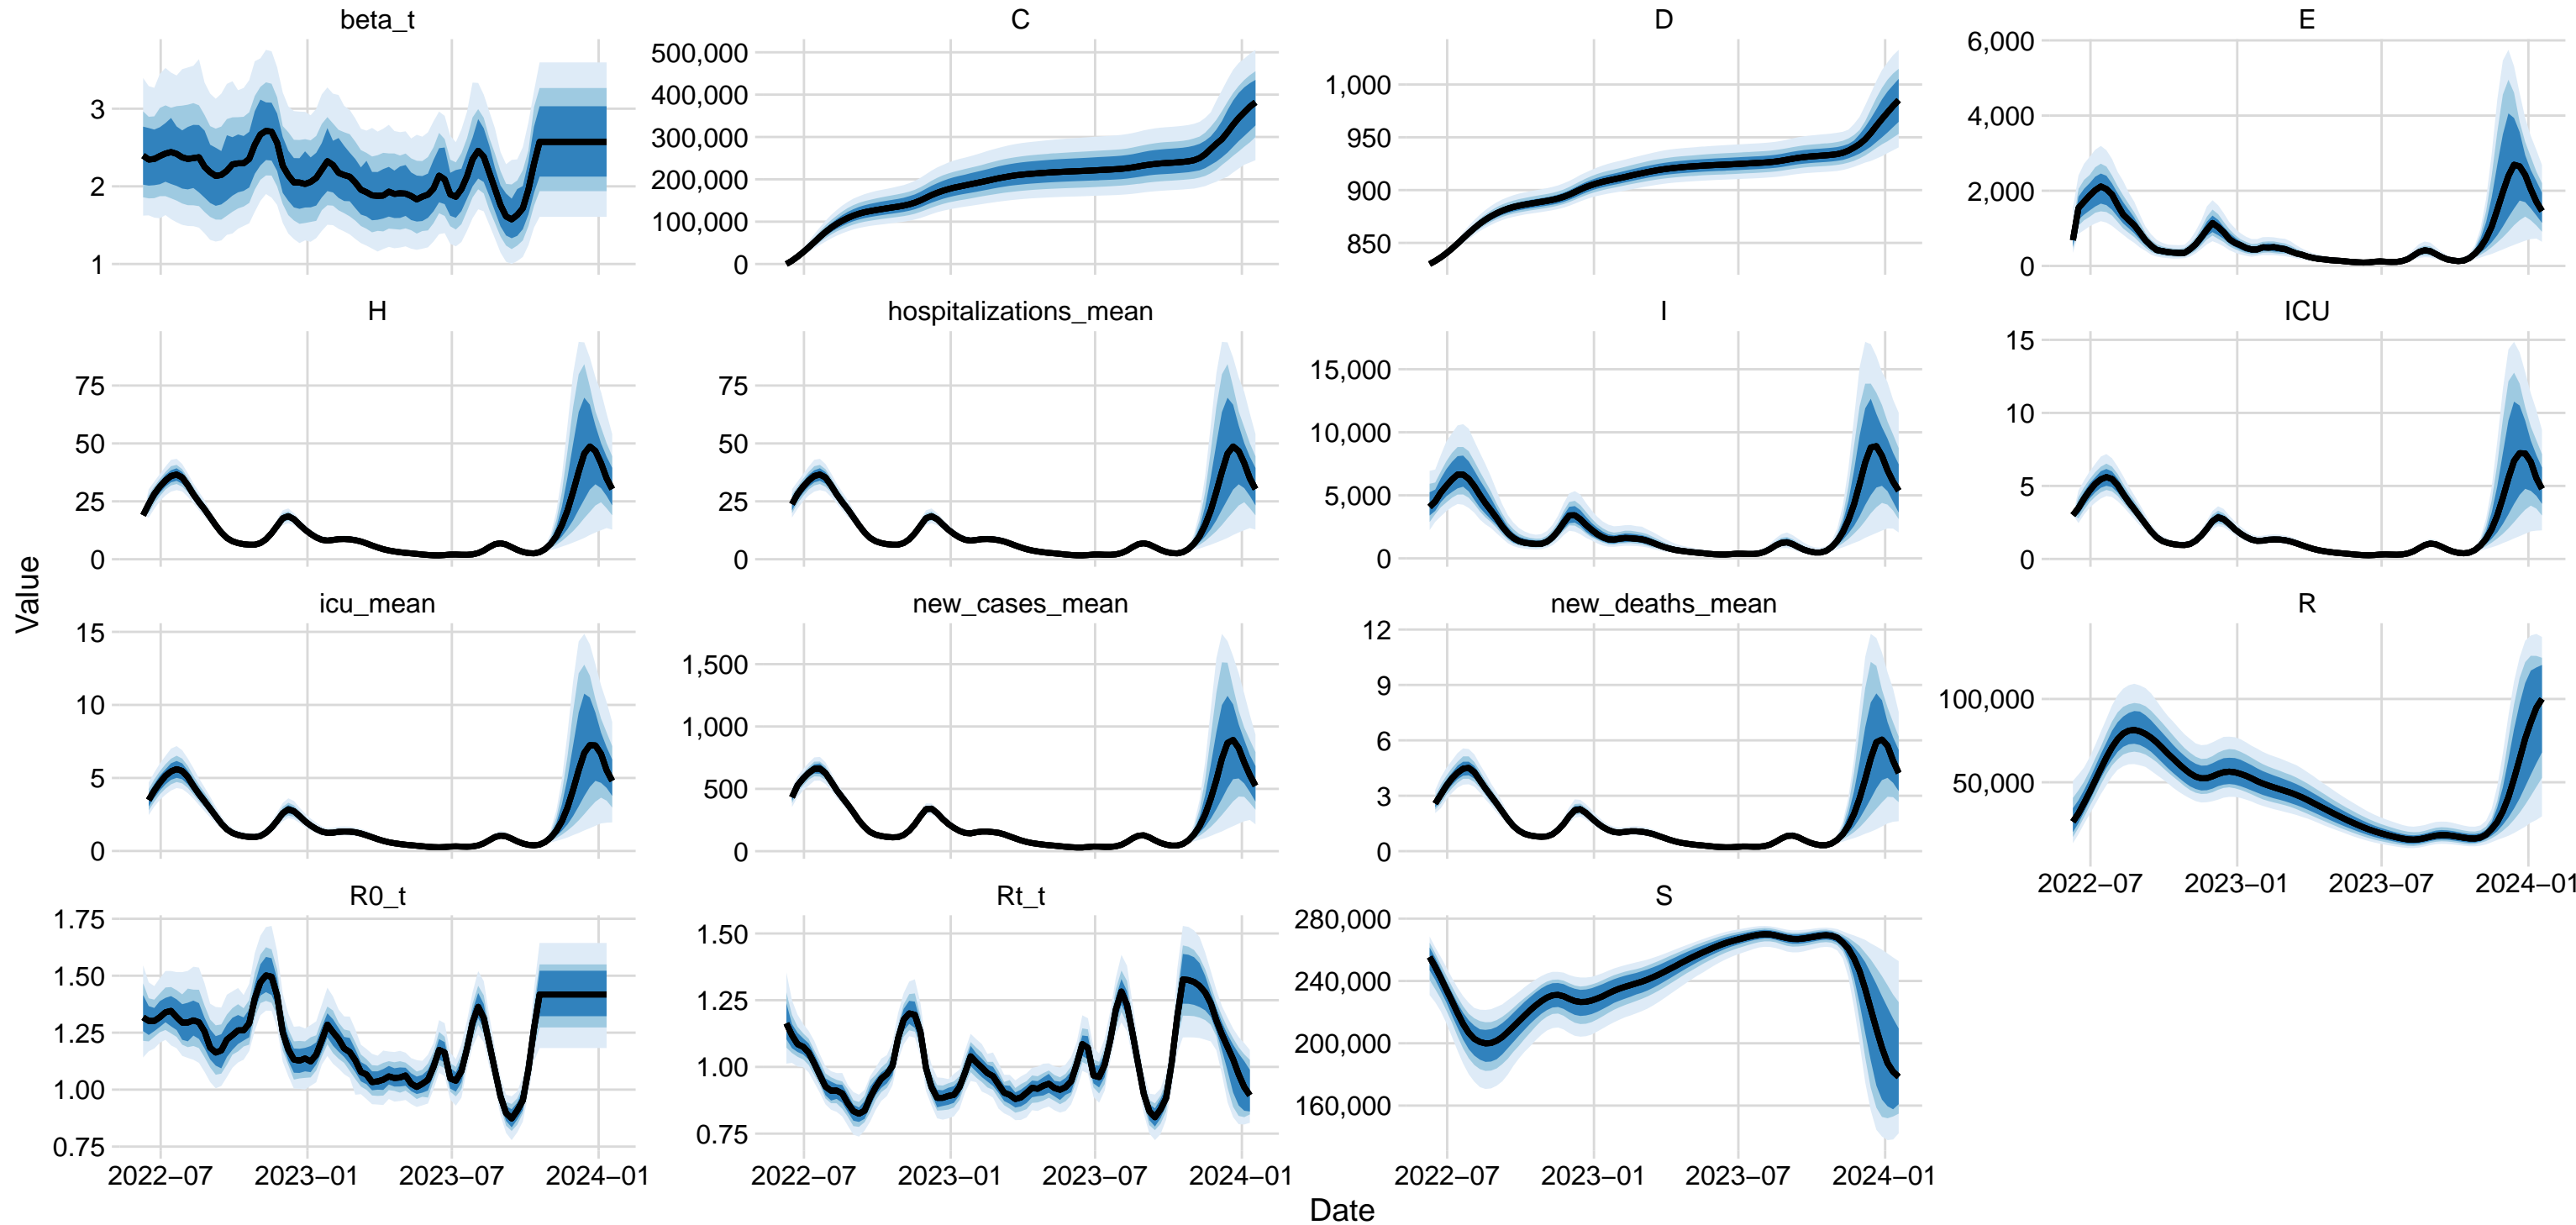 beta_t
C
D
E
3
2
1
500,000
400,000
300,000
200,000
100,000
0
1,000
950
900
850
6,000
4,000
2,000
0
H
hospitalizations_mean
I
ICU
75
50
25
0
75
50
25
0
15,000
10,000
5,000
0
15
10
5
0
icu_mean
new_cases_mean
new_deaths_mean
R
15
10
5
0
1,500
1,000
500
0
12
9
6
3
0
100,000
50,000
2022−07 2023−01 2023−07 2024−01
R0_t
Rt_t
S
1.75
1.50
1.25
1.00
0.75
1.50
1.25
1.00
0.75
280,000
240,000
200,000
160,000
2022−07 2023−01 2023−07 2024−01
2022−07 2023−01 2023−07 2024−01
2022−07 2023−01 2023−07 2024−01
Value
Date